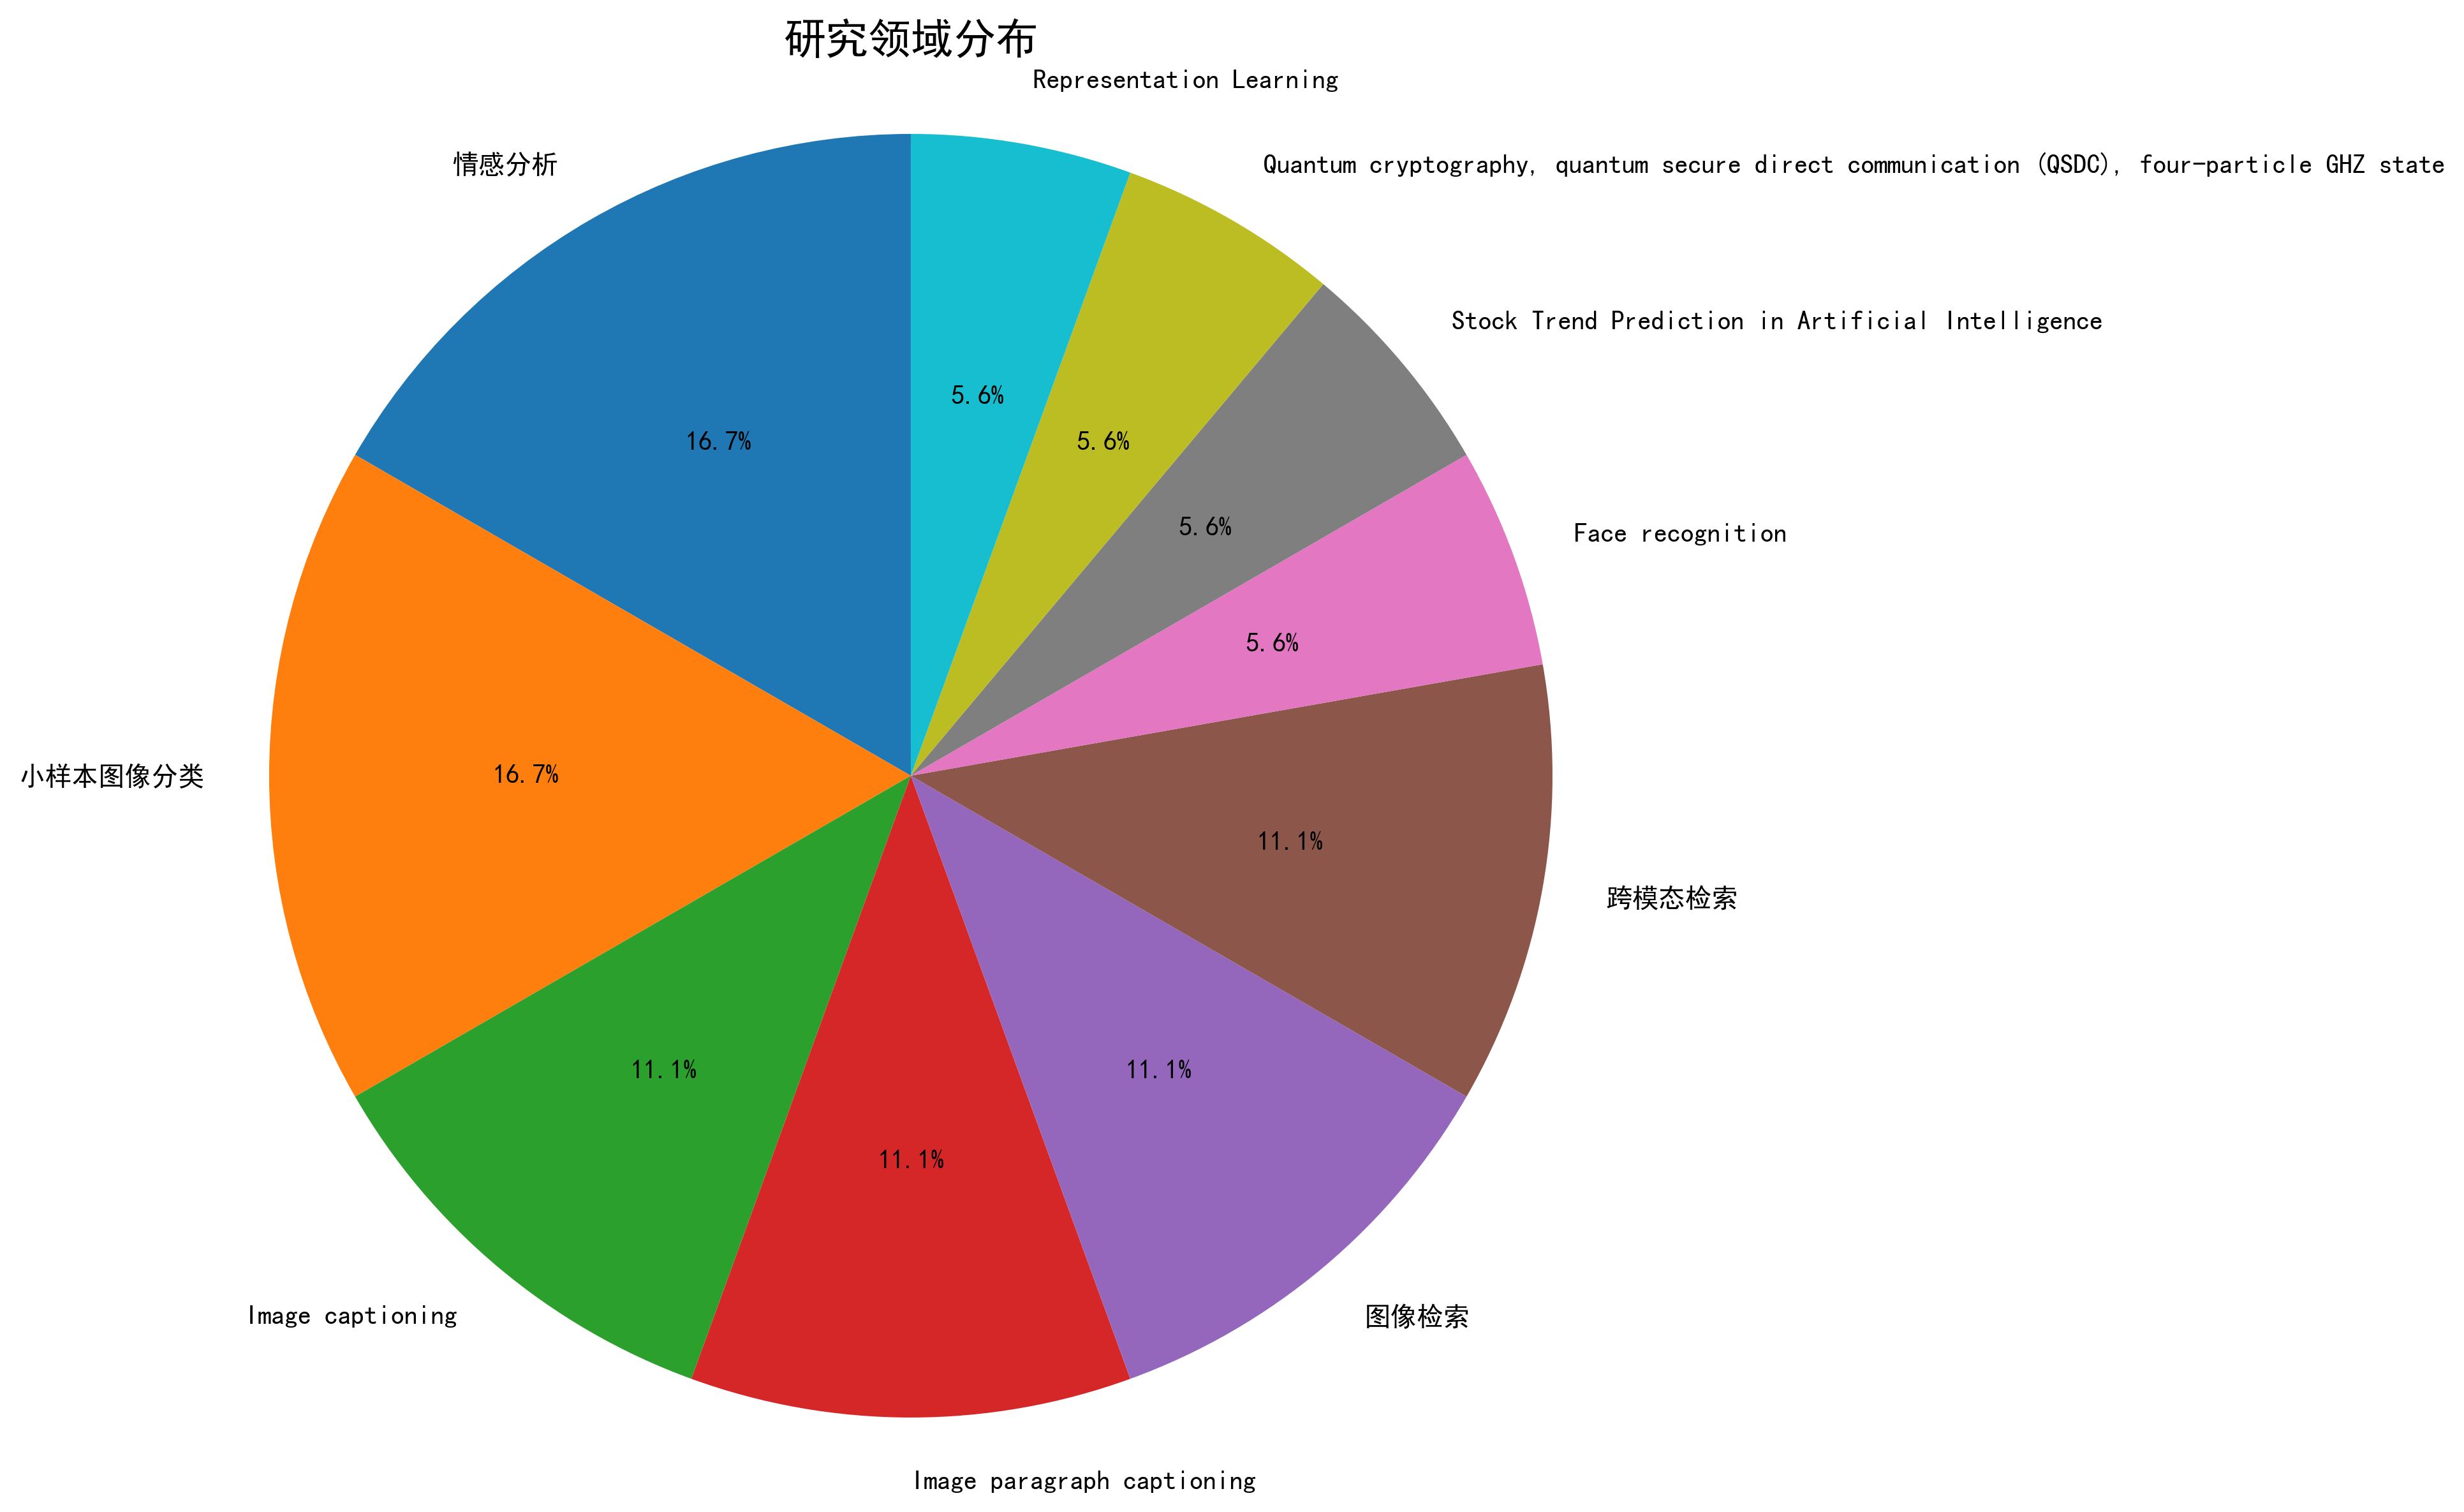 研究领域分布
Representation Learning
情感分析
Quantum cryptography, quantum secure direct communication (QSDC), four-particle GHZ state
Stock Trend Prediction in Artificial Intelligence
5.6%
16.7%
5.6%
5.6%
Face recognition
5.6%
小样本图像分类
16.7%
11.1%
跨模态检索
11.1%
11.1%
11.1%
Image captioning
图像检索
Image paragraph captioning